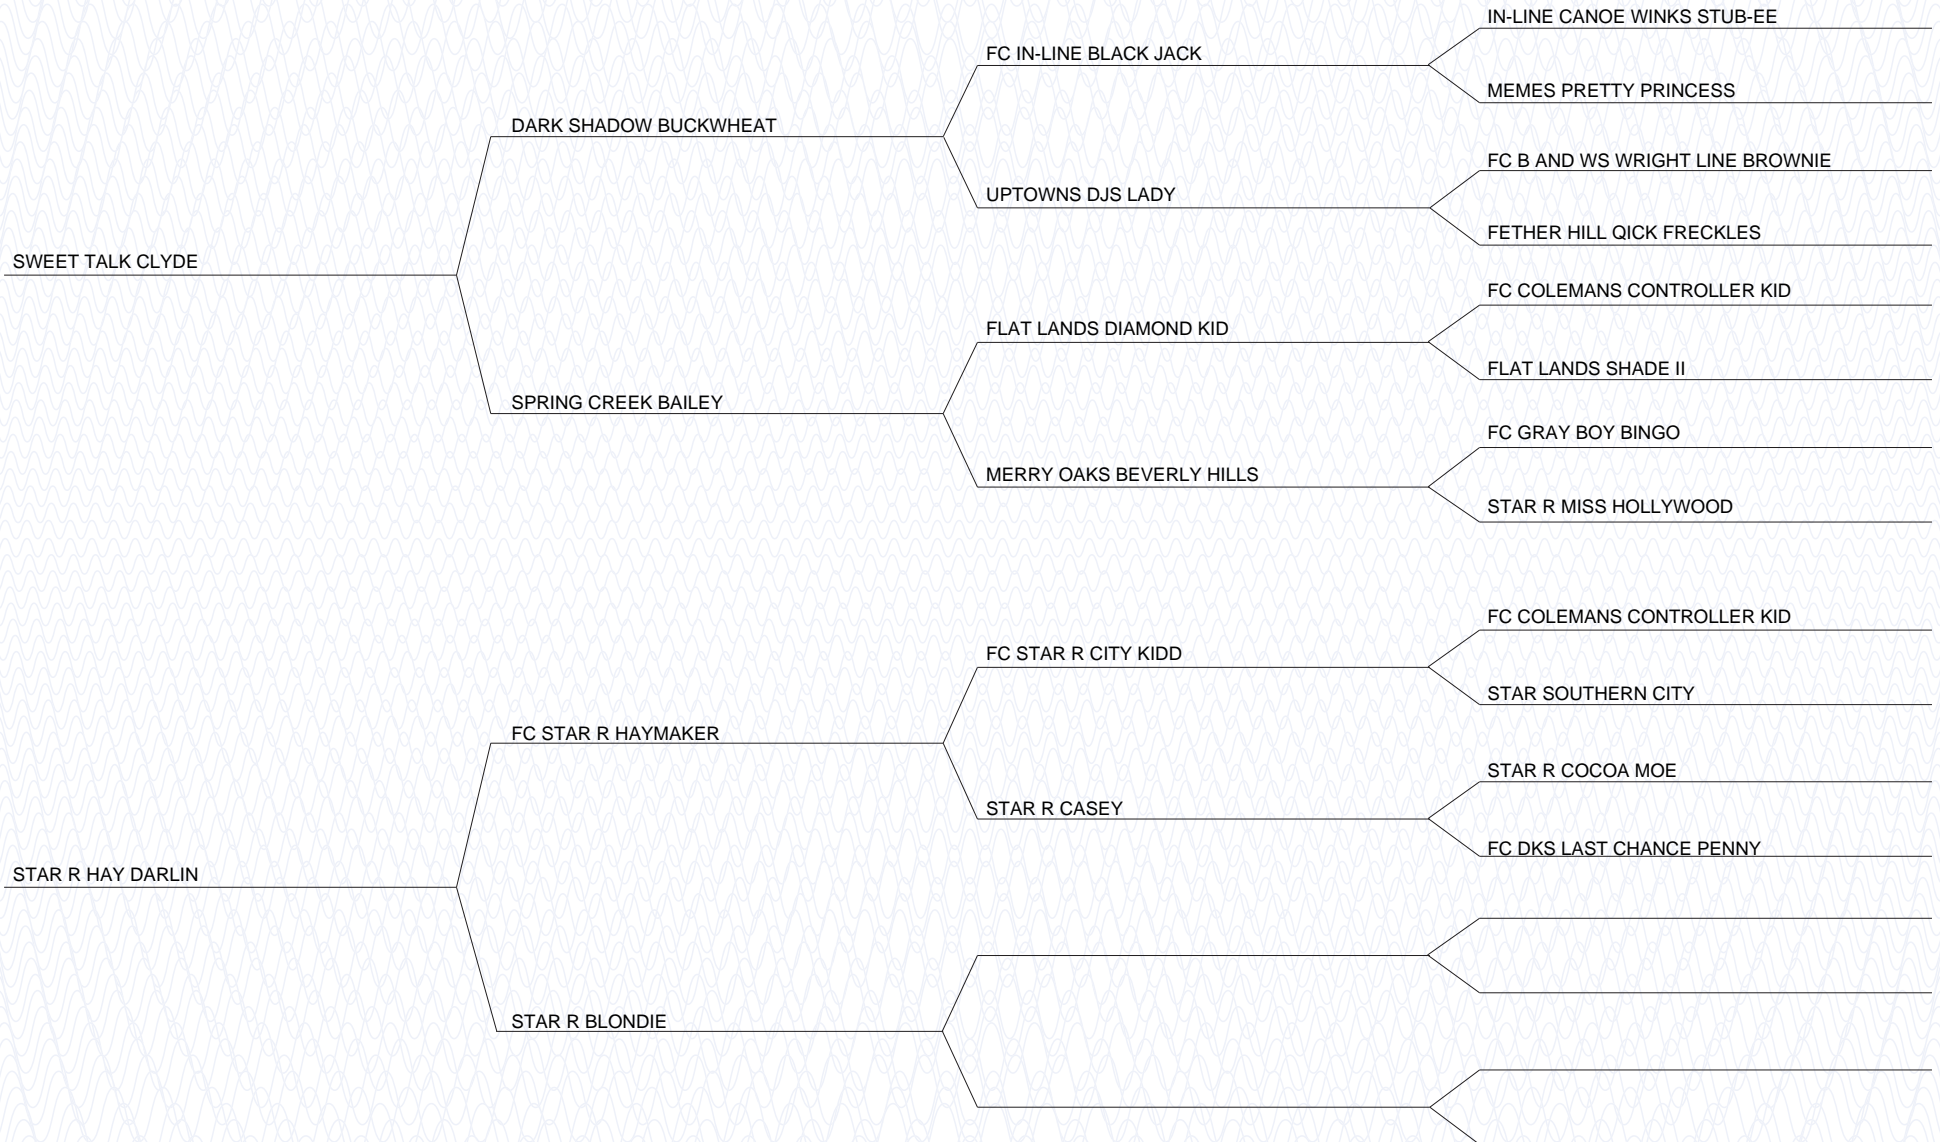 IN-LINE CANOE WINKS STUB-EE
FC IN-LINE BLACK JACK
MEMES PRETTY PRINCESS
DARK SHADOW BUCKWHEAT
FC B AND WS WRIGHT LINE BROWNIE
UPTOWNS DJS LADY
FETHER HILL QICK FRECKLES
SWEET TALK CLYDE
FC COLEMANS CONTROLLER KID
FLAT LANDS DIAMOND KID
FLAT LANDS SHADE II
SPRING CREEK BAILEY
FC GRAY BOY BINGO
MERRY OAKS BEVERLY HILLS
STAR R MISS HOLLYWOOD
FC COLEMANS CONTROLLER KID
FC STAR R CITY KIDD
STAR SOUTHERN CITY
FC STAR R HAYMAKER
STAR R COCOA MOE
STAR R CASEY
FC DKS LAST CHANCE PENNY
STAR R HAY DARLIN
STAR R BLONDIE